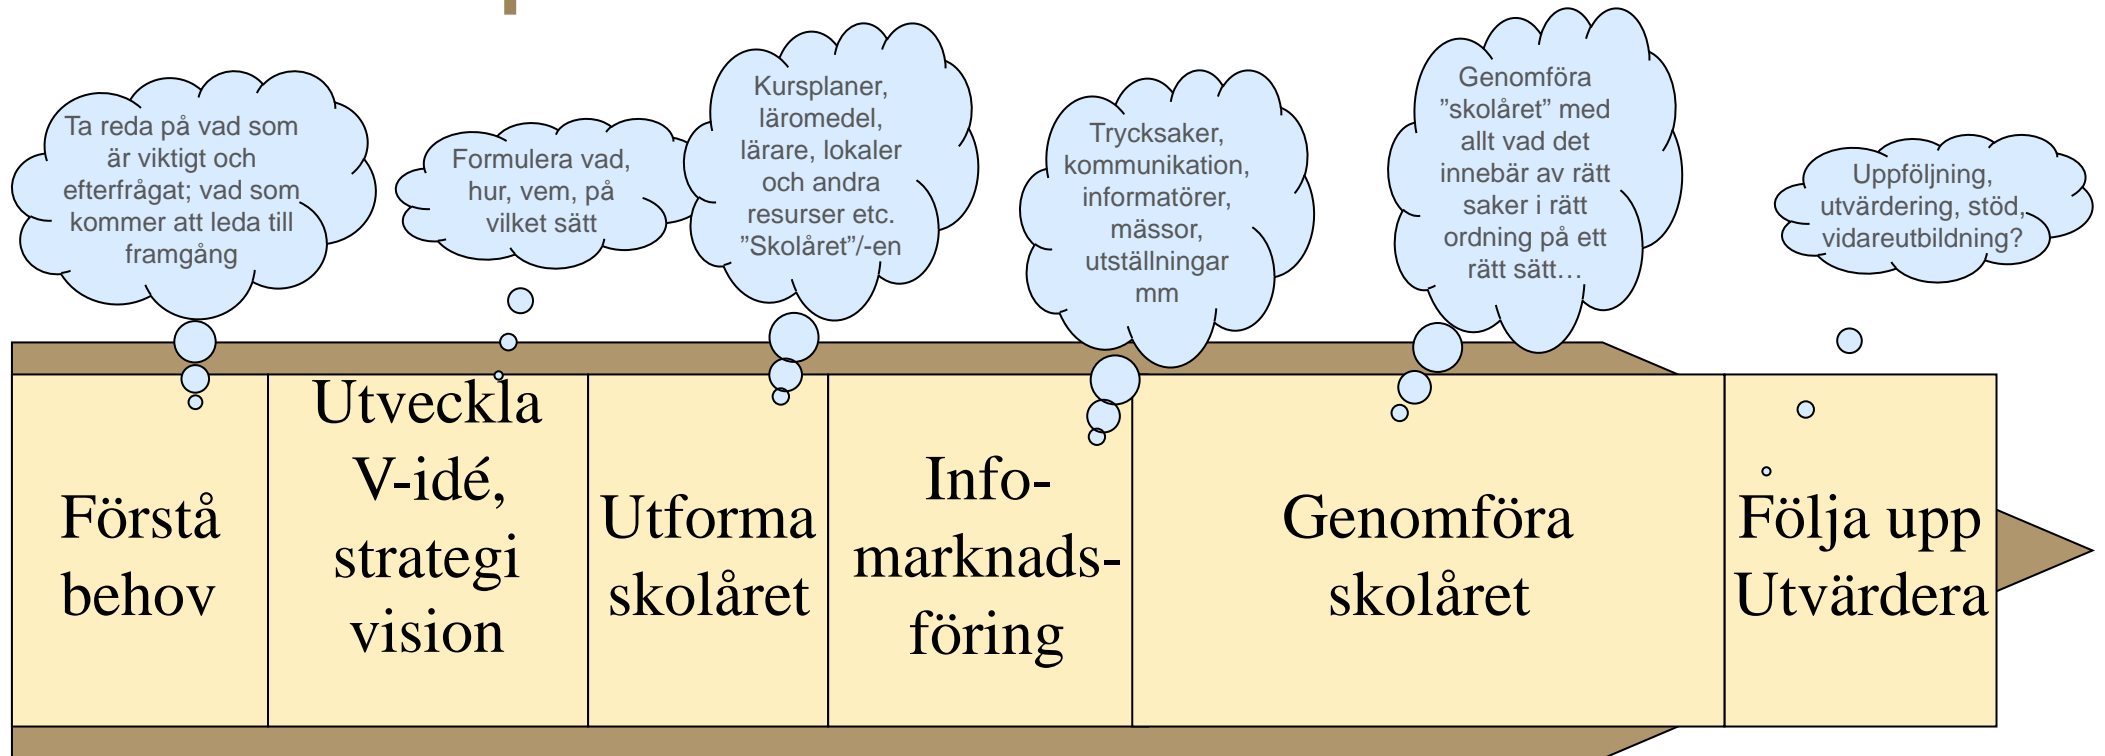 Ta reda på vad som
är viktigt och
efterfrågat; vad som
kommer att leda till
framgång
Formulera vad,
hur, vem, på
vilket sätt
Kursplaner,
läromedel,
lärare, lokaler
och andra
resurser etc.
”Skolåret”/-en
Trycksaker,
kommunikation,
informatörer,
mässor,
utställningar
mm
Genomföra
”skolåret” med
allt vad det
innebär av rätt
saker i rätt
ordning på ett
rätt sätt…
Uppföljning,
utvärdering, stöd,
vidareutbildning?
Förstå
behov
Utveckla
V-idé,
strategi
vision
Utforma
skolåret
Info-
marknads-
föring
Genomföra
skolåret
Följa upp
Utvärdera